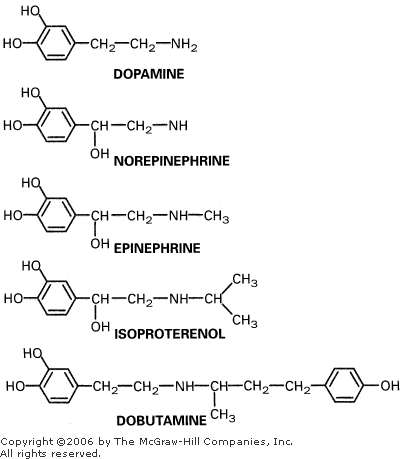 HO
HO CH2—CH2—NH2
DOPAMINE
HO
HO CH—CH2—NH
OH
NOREPINEPHRINE
HO
HO CH—CH2—NH—CH3
OH
EPINEPHRINE
HO CH3
HO CH—CH2—NH—CH
OH CH3
ISOPROTERENOL
HO
HO CH2—CH2—NH—CH—CH2—CH2 OH
CH3
DOBUTAMINE
Copyright ©2006 by The McGraw-Hill Companies, Inc.
All rights reserved.